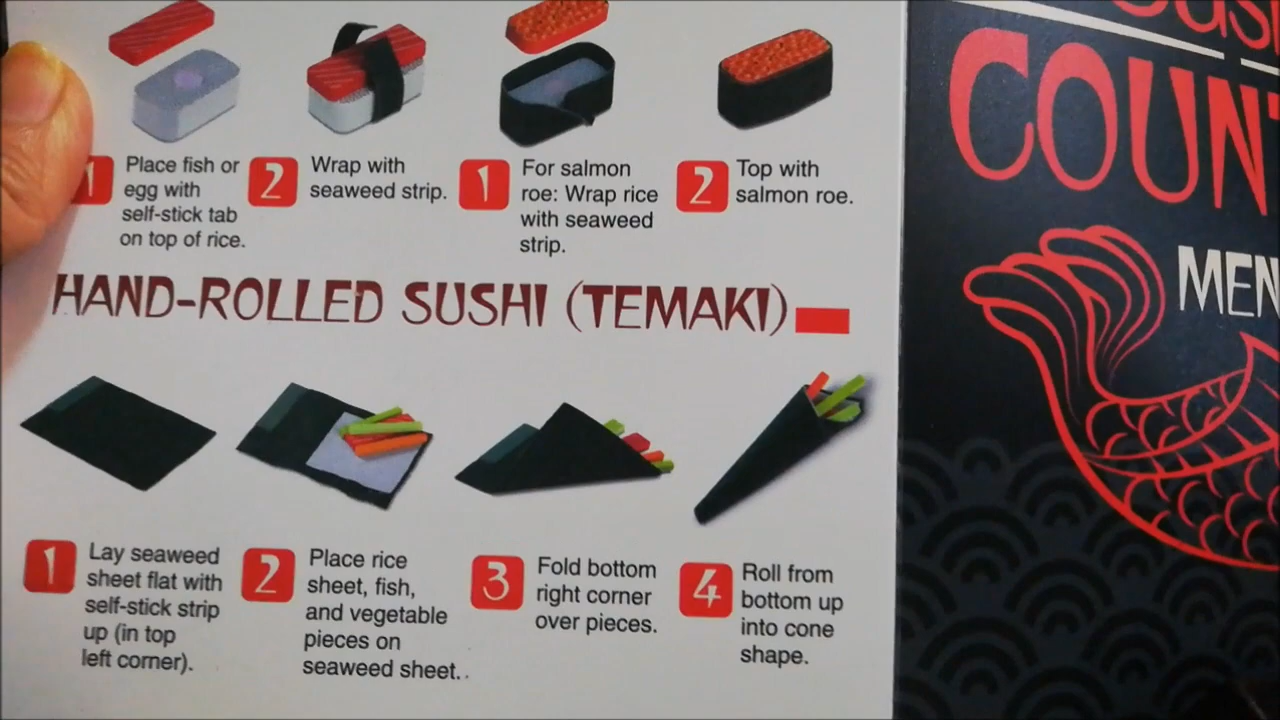 1 Place fish or
egg with
self-stick tab
on top of rice.
2 Wrap with
seaweed strip.
1 For salmon
roe: Wrap rice
with seaweed
strip.
2 Top with
salmon roe.
HAND-ROLLED SUSHI (TEMAKI)
1 Lay seaweed
sheet flat with
self-stick strip
up (in top
left corner).
2 Place rice
sheet, fish,
and vegetable
pieces on
seaweed sheet.
3 Fold bottom
right corner
over pieces.
4 Roll from
bottom up
into cone
shape.
COUNT
MEN